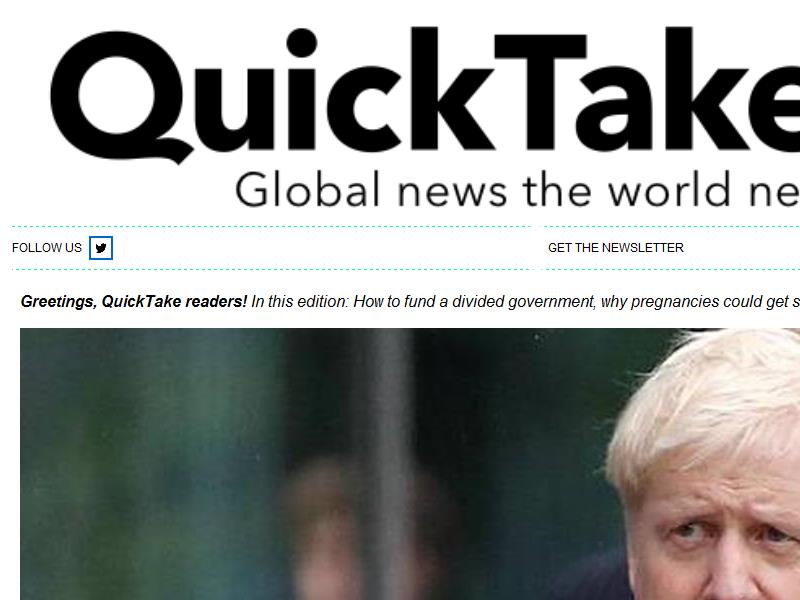 QuickTake
Global news the world ne
FOLLOW US
GET THE NEWSLETTER
Greetings, QuickTake readers! In this edition: How to fund a divided government, why pregnancies could get s